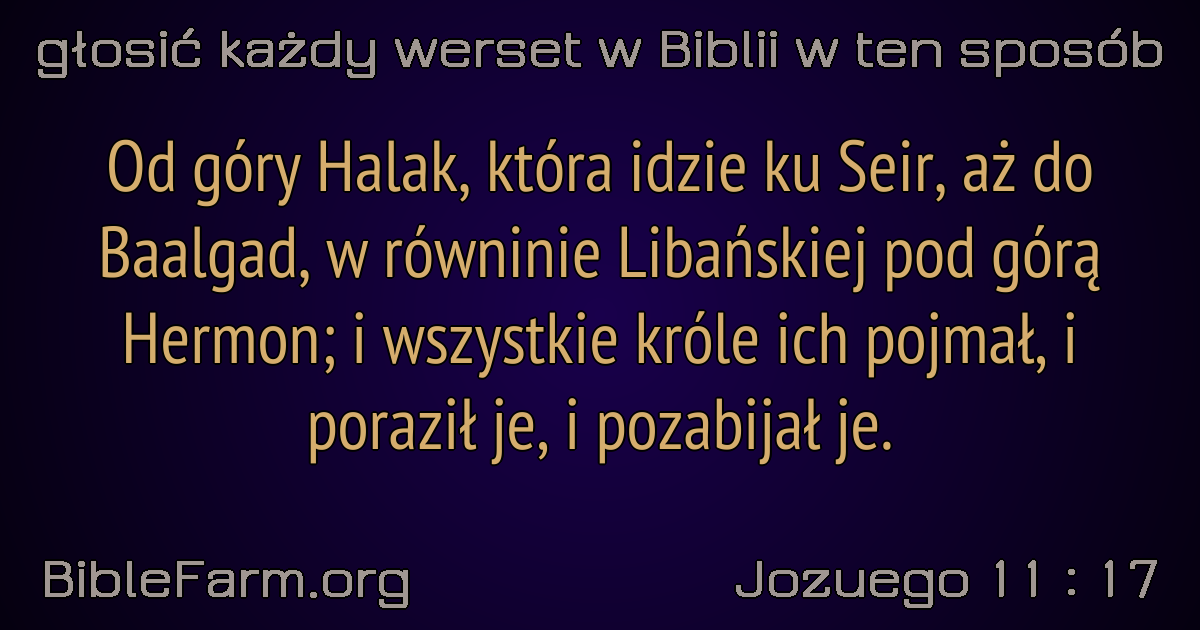 głosić każdy werset w Biblii w ten sposób
Od góry Halak, która idzie ku Seir, aż do
Baalgad, w równinie Libańskiej pod górą
Hermon; i wszystkie króle ich pojmał, i
poraził je, i pozabijał je.
BibleFarm.org
Jozuego 11 : 17